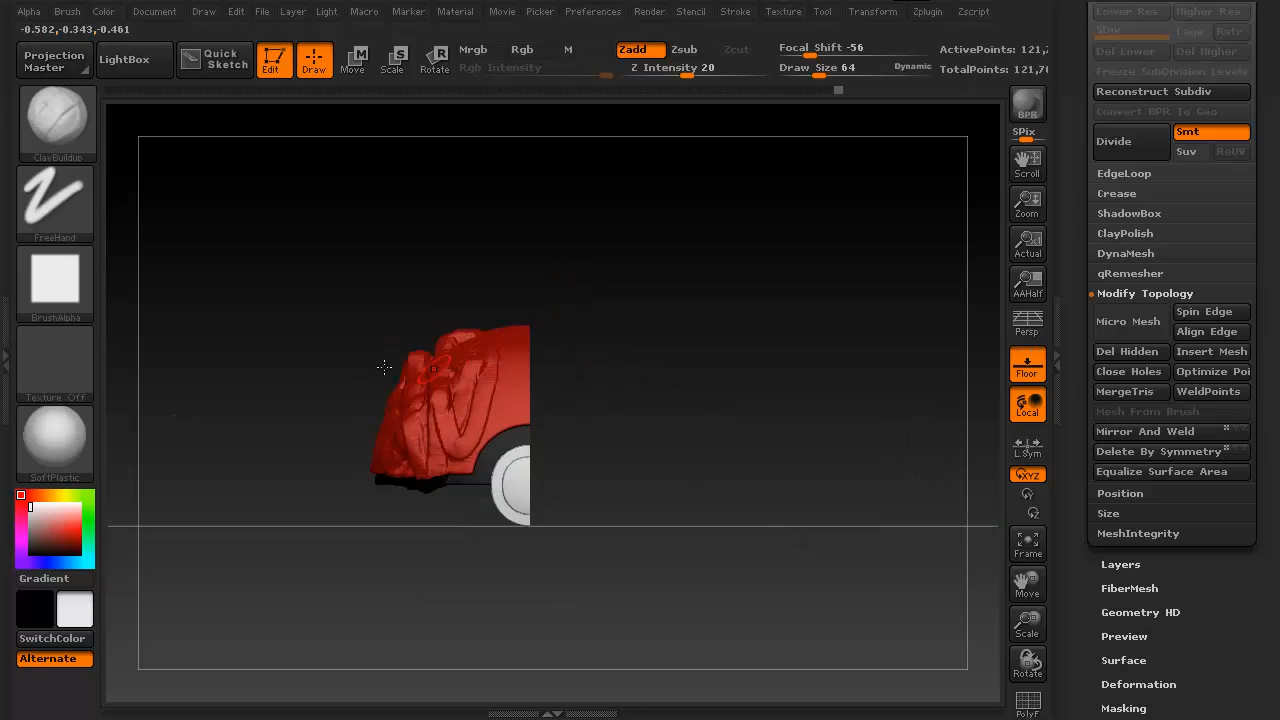 Alpha Brush Color Document Draw Edit File Layer Light Macro Marker Material Movie Picker Preferences Render Stencil Stroke Texture Tool Transform Zplugin Zscript
-0.582,-0.343,-0.461
Projection Master
LightBox
Quick Sketch
Edit
Draw
Move
Scale
Rotate
Mrgb Rgb M
Rgb Intensity
Zadd Zsub Zcut
Z Intensity 20
Focal Shift -56
Draw Size 64
Dynamic
ActivePoints: 121,
TotalPoints: 121,7
ClayBuildup
FreeHand
BrushAlpha
Texture Off
SoftPlastic
Gradient
SwitchColor
Alternate
BPR
SPix
Scroll
Zoom
Actual
AAHalf
Persp
Floor
Local
L.Sym
XYZ
Frame
Move
Scale
Rotate
PolyF
Lower Res Higher Res
SDiv Cage Rstr
Del Lower Del Higher
Freeze SubDivision Levels
Reconstruct Subdiv
Convert BPR To Geo
Divide
Smt
Suv ReUV
EdgeLoop
Crease
ShadowBox
ClayPolish
DynaMesh
qRemesher
Modify Topology
Micro Mesh
Spin Edge
Align Edge
Del Hidden Insert Mesh
Close Holes Optimize Poi
MergeTris WeldPoints
Mesh From Brush
Mirror And Weld
Delete By Symmetry
Equalize Surface Area
Position
Size
MeshIntegrity
Layers
FiberMesh
Geometry HD
Preview
Surface
Deformation
Masking